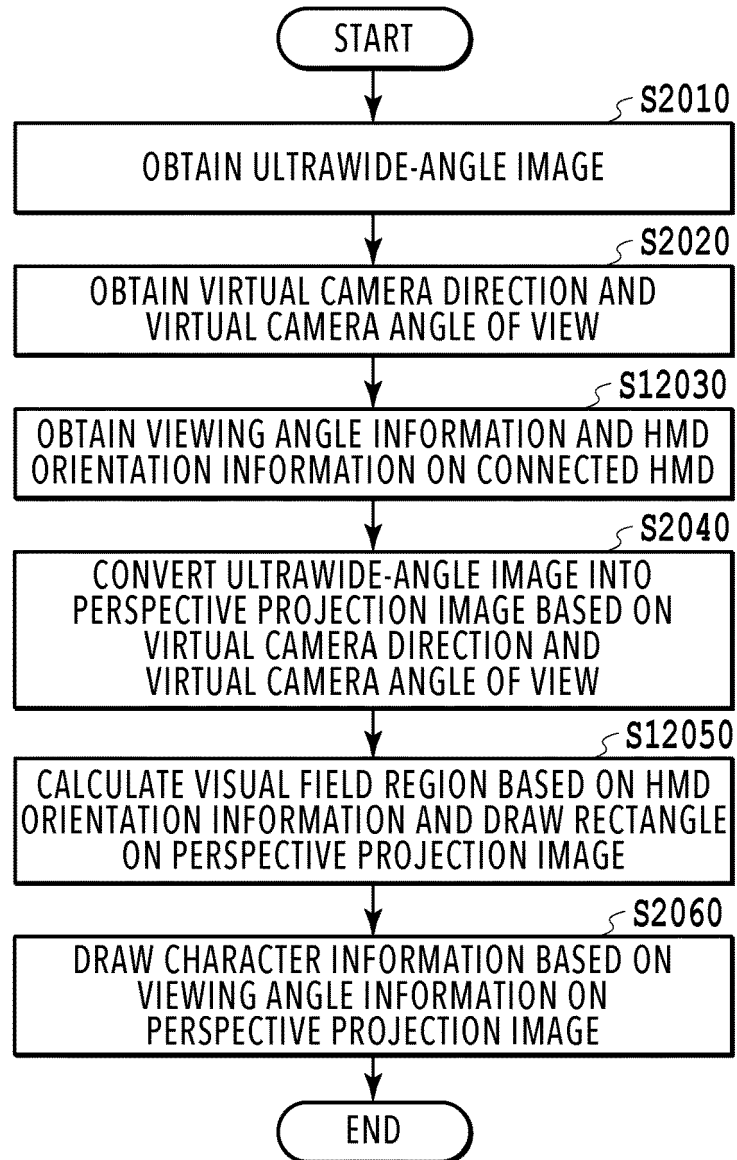 START
S2010
OBTAIN ULTRAWIDE-ANGLE IMAGE
S2020
OBTAIN VIRTUAL CAMERA DIRECTION AND
VIRTUAL CAMERA ANGLE OF VIEW
S12030
OBTAIN VIEWING ANGLE INFORMATION AND HMD
ORIENTATION INFORMATION ON CONNECTED HMD
S2040
CONVERT ULTRAWIDE-ANGLE IMAGE INTO
PERSPECTIVE PROJECTION IMAGE BASED ON
VIRTUAL CAMERA DIRECTION AND
VIRTUAL CAMERA ANGLE OF VIEW
S12050
CALCULATE VISUAL FIELD REGION BASED ON HMD
ORIENTATION INFORMATION AND DRAW RECTANGLE
ON PERSPECTIVE PROJECTION IMAGE
S2060
DRAW CHARACTER INFORMATION BASED ON
VIEWING ANGLE INFORMATION ON
PERSPECTIVE PROJECTION IMAGE
END